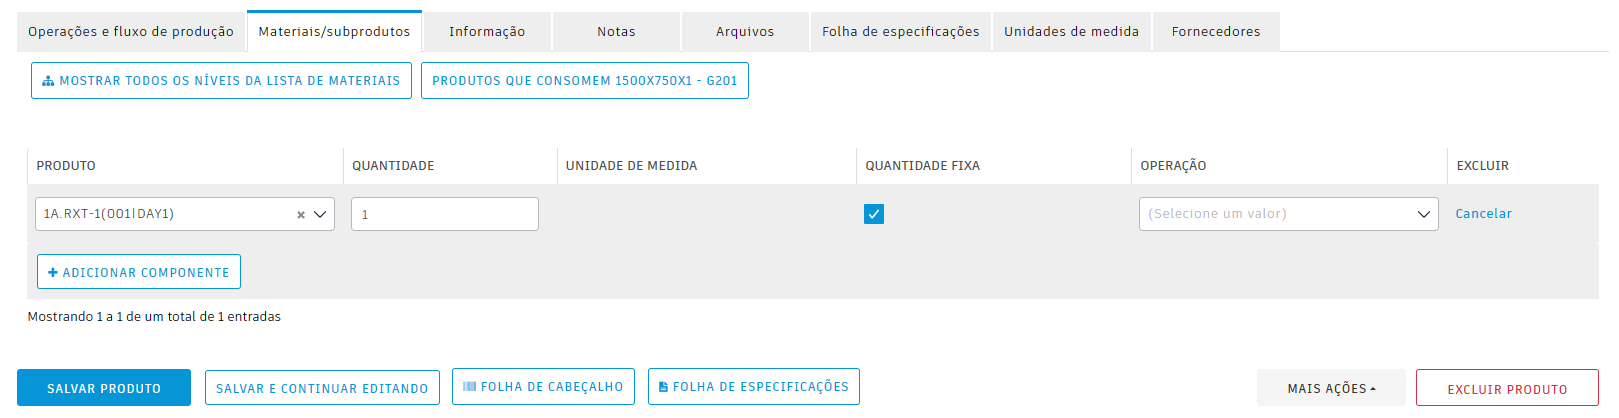 Operações e fluxo de produção Materiais/subprodutos Informação Notas Arquivos Folha de especificações Unidades de medida Fornecedores
MOSTRAR TODOS OS NÍVEIS DA LISTA DE MATERIAIS PRODUTOS QUE CONSOMEM 1500X750X1 - G201
PRODUTO QUANTIDADE UNIDADE DE MEDIDA QUANTIDADE FIXA OPERAÇÃO EXCLUIR
1A.RXT-1(001|DAY1) 1 (Selecione um valor) Cancelar
ADICIONAR COMPONENTE
Mostrando 1 a 1 de um total de 1 entradas
SALVAR PRODUTO SALVAR E CONTINUAR EDITANDO FOLHA DE CABEÇALHO FOLHA DE ESPECIFICAÇÕES MAIS AÇÕES EXCLUIR PRODUTO